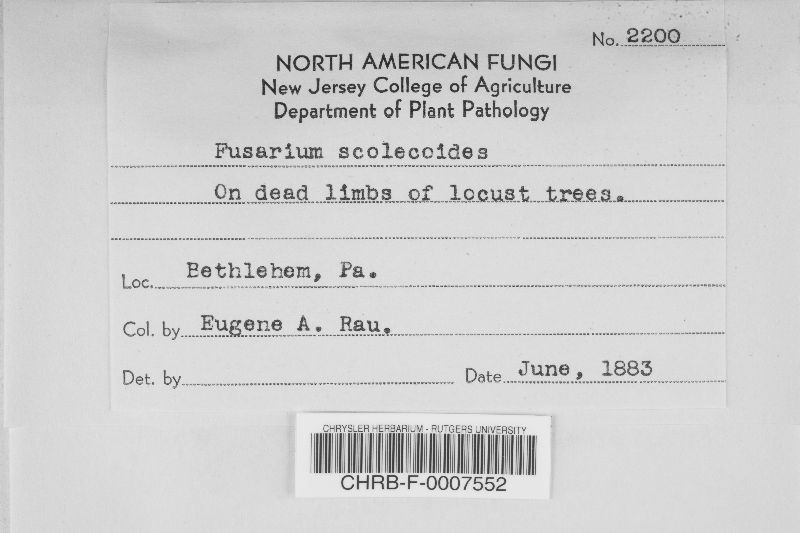 No. 2200
NORTH AMERICAN FUNGI
New Jersey College of Agriculture
Department of Plant Pathology
Fusarium scolecoides
On dead limbs of locust trees.
Loc. Bethlehem, Pa.
Col. by Eugene A. Rau.
Det. by Date June, 1883
CHRYSLER HERBARIUM - RUTGERS UNIVERSITY
CHRB-F-0007552